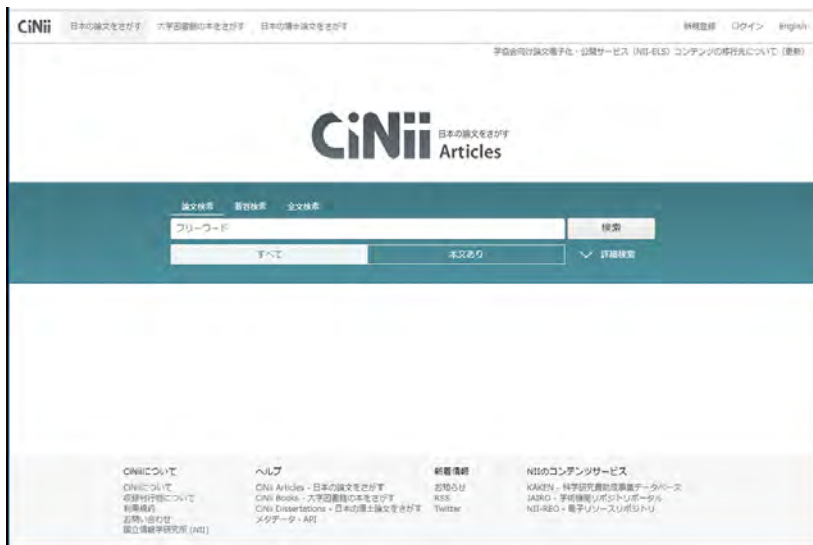 CiNii 日本の論文をさがす 大学図書館の本をさがす 日本の博士論文をさがす 新規登録 ログイン English
学協会向け論文電子化・公開サービス (NII-ELS) コンテンツの移行先について (更新)
CiNii 日本の論文をさがす
Articles
論文検索 著者検索 全文検索
フリーワード 検索
すべて 本文あり 詳細検索
CiNiiについて ヘルプ 新着情報 NIIのコンテンツサービス
CiNiiについて CiNii Articles - 日本の論文をさがす お知らせ KAKEN - 科学研究費助成事業データベース
収録刊行物について CiNii Books - 大学図書館の本をさがす RSS JAIRO - 学術機関リポジトリポータル
利用規約 CiNii Dissertations - 日本の博士論文をさがす Twitter NII-REO - 電子リソースリポジトリ
お問い合わせ メタデータ・API
国立情報学研究所 (NII)